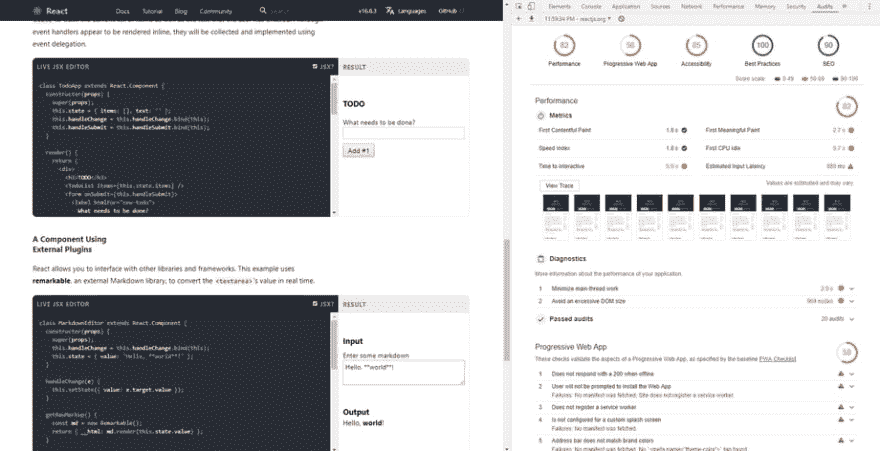 React
Docs
Tutorial
Blog
Community
v16.6.3
Languages
GitHub
event handlers appear to be rendered inline, they will be collected and implemented using
event delegation.
LIVE JSX EDITOR
JSX?
RESULT
class TodoApp extends React.Component {
constructor(props) {
super(props);
this.state = { items: [], text: '' };
this.handleChange = this.handleChange.bind(this);
this.handleSubmit = this.handleSubmit.bind(this);
}
render() {
return (
<div>
<h3>TODO</h3>
<TodoList items={this.state.items} />
<form onSubmit={this.handleSubmit}>
<label htmlFor="new-todo">
What needs to be done?
TODO
What needs to be done?
Add #1
A Component Using
External Plugins
React allows you to interface with other libraries and frameworks. This example uses
remarkable, an external Markdown library, to convert the <textarea>'s value in real time.
LIVE JSX EDITOR
JSX?
RESULT
class MarkdownEditor extends React.Component {
constructor(props) {
super(props);
this.handleChange = this.handleChange.bind(this);
this.state = { value: 'Hello, **world**!' };
}
handleChange(e) {
this.setState({ value: e.target.value });
}
getRawMarkup() {
const md = new Remarkable();
return { __html: md.render(this.state.value) };
}
Input
Enter some markdown
Hello, **world**!
Output
Hello, world!
Elements
Console
Application
Sources
Network
Performance
Memory
Security
Audits
11:59:34 PM - reactjs.org
82
Performance
Progressive Web App
85
Accessibility
100
Best Practices
90
SEO
Score scale:
0-49
50-89
90-100
Performance
82
Metrics
First Contentful Paint
1.8 s
First Meaningful Paint
2.7 s
Speed Index
1.8 s
First CPU Idle
Time to Interactive
Estimated Input Latency
View Trace
Values are estimated and may vary.
Diagnostics
More information about the performance of your application.
1 Minimize main-thread work
2 Avoid an excessive DOM size
Passed audits
20 audits
Progressive Web App
These checks validate the aspects of a Progressive Web App, as specified by the baseline PWA Checklist.
1 Does not respond with a 200 when offline
2 User will not be prompted to install the Web App
Failures: No manifest was fetched, Site does not register a service worker.
3 Does not register a service worker
4 Is not configured for a custom splash screen
Failures: No manifest was fetched.
5 Address bar does not match brand colors
Failures: No manifest was fetched, No `<meta name="theme-color">` tag found.